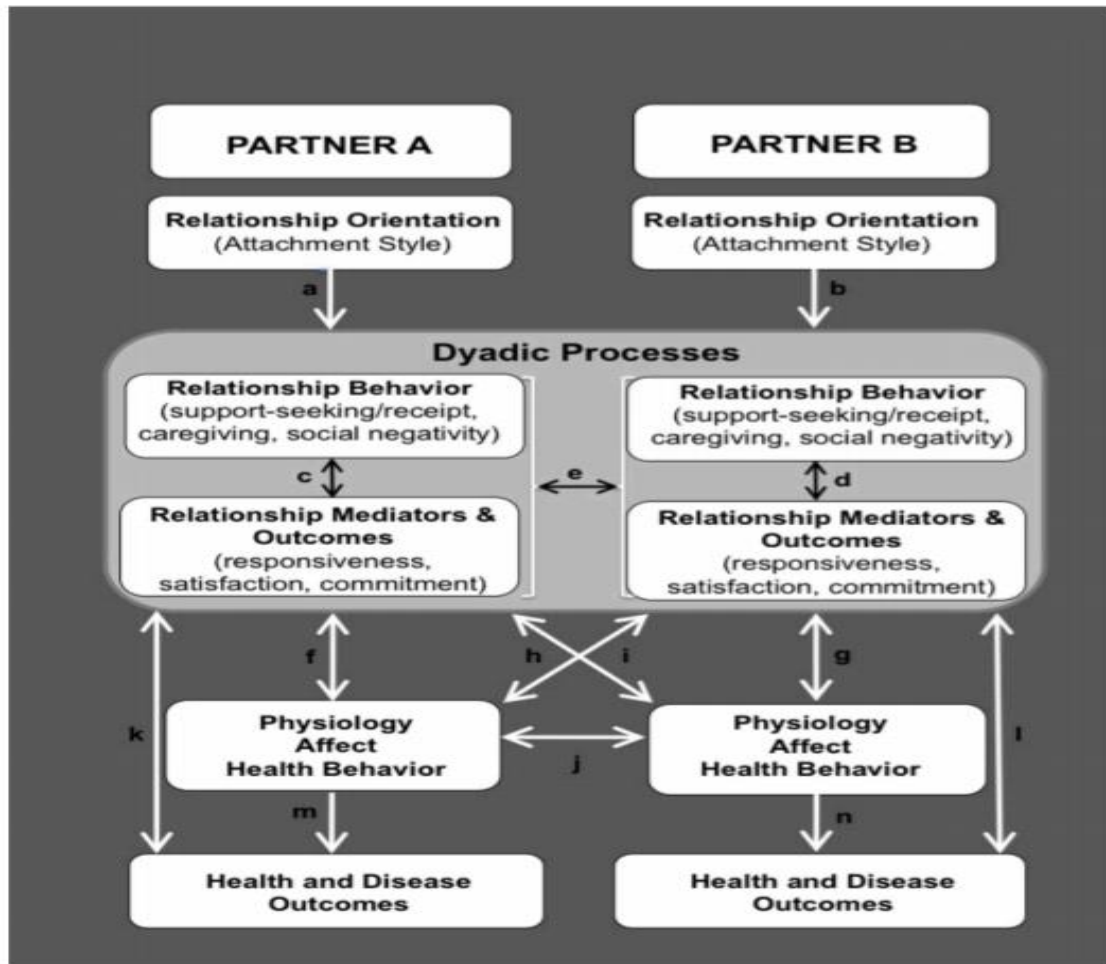 PARTNER A
PARTNER B
Relationship Orientation
(Attachment Style)
Relationship Orientation
(Attachment Style)
a
b
Dyadic Processes
Relationship Behavior
(support-seeking/receipt,
caregiving, social negativity)
Relationship Behavior
(support-seeking/receipt,
caregiving, social negativity)
c
e
d
Relationship Mediators &
Outcomes
(responsiveness,
satisfaction, commitment)
Relationship Mediators &
Outcomes
(responsiveness,
satisfaction, commitment)
f
h
i
g
k
Physiology
Affect
Health Behavior
j
Physiology
Affect
Health Behavior
l
m
n
Health and Disease
Outcomes
Health and Disease
Outcomes